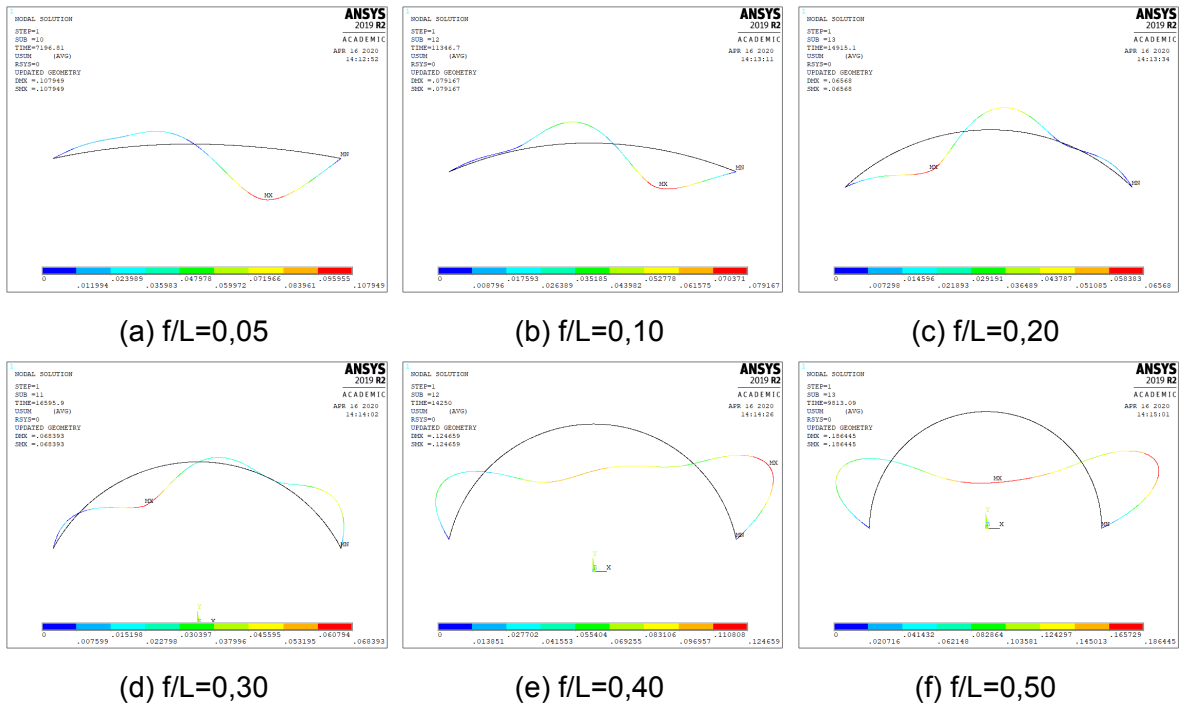 1
NODAL SOLUTION
STEP=1
SUB =10
TIME=7196.81
USUM (AVG)
RSYS=0
UPDATED GEOMETRY
DMX =.107949
SMX =.107949
ANSYS
2019 R2
ACADEMIC
APR 16 2020
14:12:52
MN
MX
0 .023989 .047978 .071966 .095955
.011994 .035983 .059972 .083961 .107949
(a) f/L=0,05
1
NODAL SOLUTION
STEP=1
SUB =12
TIME=11346.7
USUM (AVG)
RSYS=0
UPDATED GEOMETRY
DMX =.079167
SMX =.079167
ANSYS
2019 R2
ACADEMIC
APR 16 2020
14:13:11
MN
MX
0 .017593 .035185 .052778 .070371
.008796 .026389 .043982 .061575 .079167
(b) f/L=0,10
1
NODAL SOLUTION
STEP=1
SUB =13
TIME=14915.1
USUM (AVG)
RSYS=0
UPDATED GEOMETRY
DMX =.06568
SMX =.06568
ANSYS
2019 R2
ACADEMIC
APR 16 2020
14:13:34
MX
MN
0 .014596 .029191 .043787 .058383
.007298 .021893 .036489 .051085 .06568
(c) f/L=0,20
1
NODAL SOLUTION
STEP=1
SUB =11
TIME=16595.9
USUM (AVG)
RSYS=0
UPDATED GEOMETRY
DMX =.068393
SMX =.068393
ANSYS
2019 R2
ACADEMIC
APR 16 2020
14:14:02
MX
MN
Y
X
0 .015198 .030397 .045595 .060794
.007599 .022798 .037996 .053195 .068393
(d) f/L=0,30
1
NODAL SOLUTION
STEP=1
SUB =12
TIME=14250
USUM (AVG)
RSYS=0
UPDATED GEOMETRY
DMX =.124659
SMX =.124659
ANSYS
2019 R2
ACADEMIC
APR 16 2020
14:14:26
MX
MN
Y
X
0 .027702 .055404 .083106 .110808
.013851 .041553 .069255 .096957 .124659
(e) f/L=0,40
1
NODAL SOLUTION
STEP=1
SUB =13
TIME=9813.09
USUM (AVG)
RSYS=0
UPDATED GEOMETRY
DMX =.186445
SMX =.186445
ANSYS
2019 R2
ACADEMIC
APR 16 2020
14:15:01
MX
MN
Y
X
0 .041432 .082864 .124297 .165729
.020716 .62148 .103581 .145013 .186445
(f) f/L=0,50